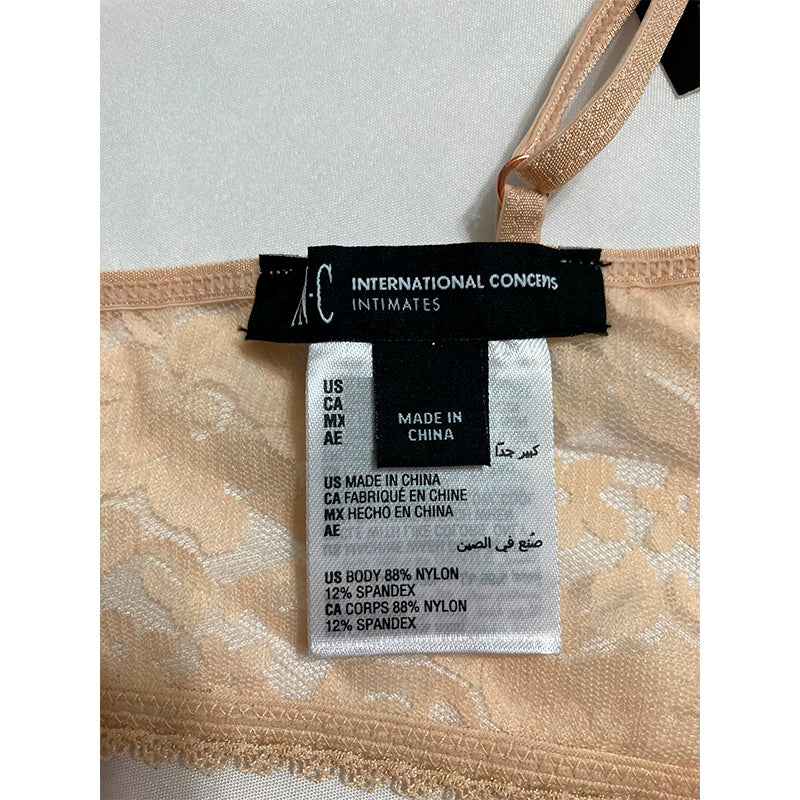 I·N·C INTERNATIONAL CONCEPTS
INTIMATES
MADE IN
CHINA
US
CA
MX
AE
كبير جدًا
US MADE IN CHINA
CA FABRIQUÉ EN CHINE
MX HECHO EN CHINA
AE
صُنع في الصين
US BODY 88% NYLON
12% SPANDEX
CA CORPS 88% NYLON
12% SPANDEX